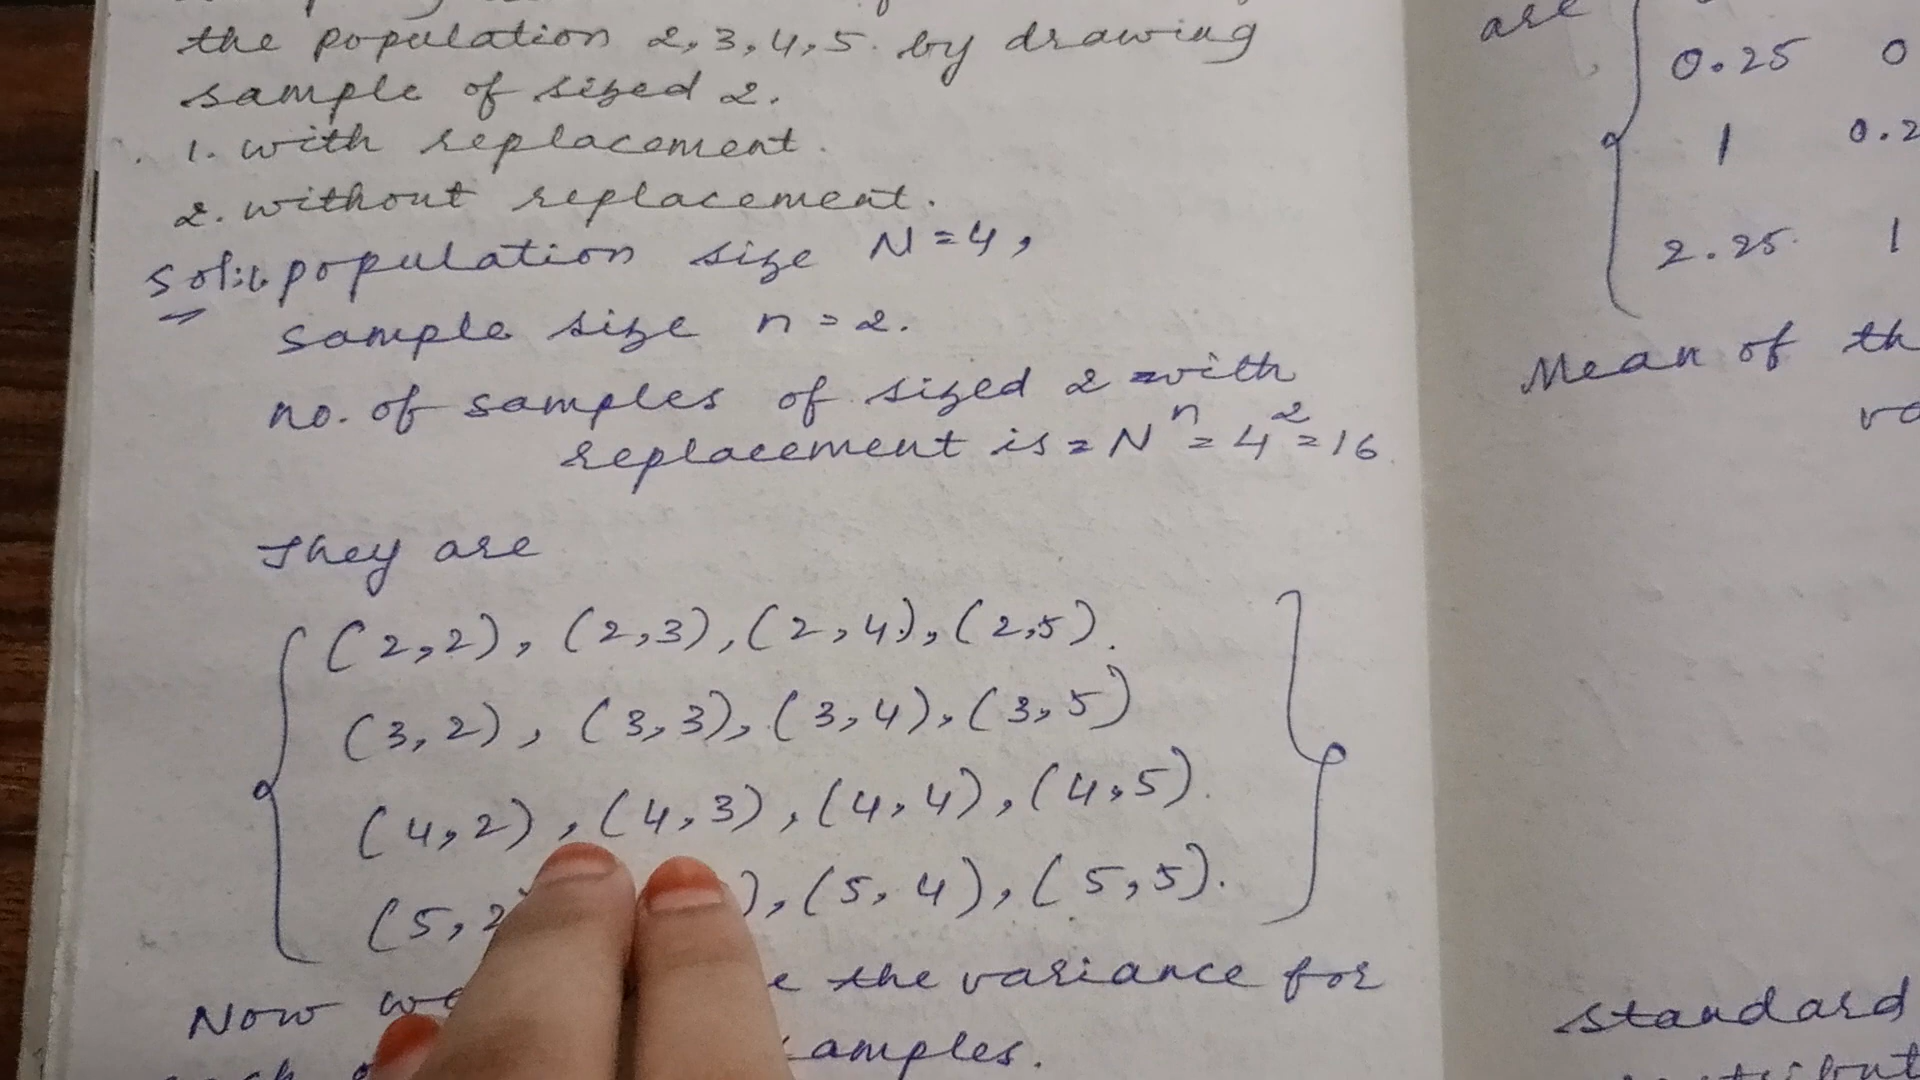 the population 2, 3, 4, 5. by drawing
sample of sized 2.
1. with replacement.
2. without replacement.
population size N = 4,
sample size n = 2.
no. of samples of sized 2 with
replacement is = Nⁿ = 4² = 16
They are
(2,2), (2,3), (2,4), (2,5).
(3,2), (3,3), (3,4), (3,5)
(4,2), (4,3), (4,4), (4,5).
(5,2 ), (5,4), (5,5).
Now the variance for
amples.
are
0.25 0
1 0.2
2.25 1
Mean of th
standard